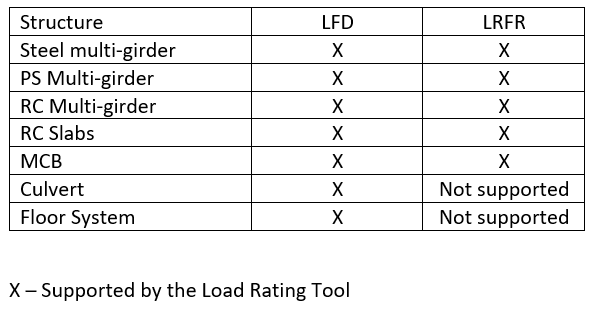 Structure LFD LRFR
Steel multi-girder X X
PS Multi-girder X X
RC Multi-girder X X
RC Slabs X X
MCB X X
Culvert X Not supported
Floor System X Not supported
X – Supported by the Load Rating Tool